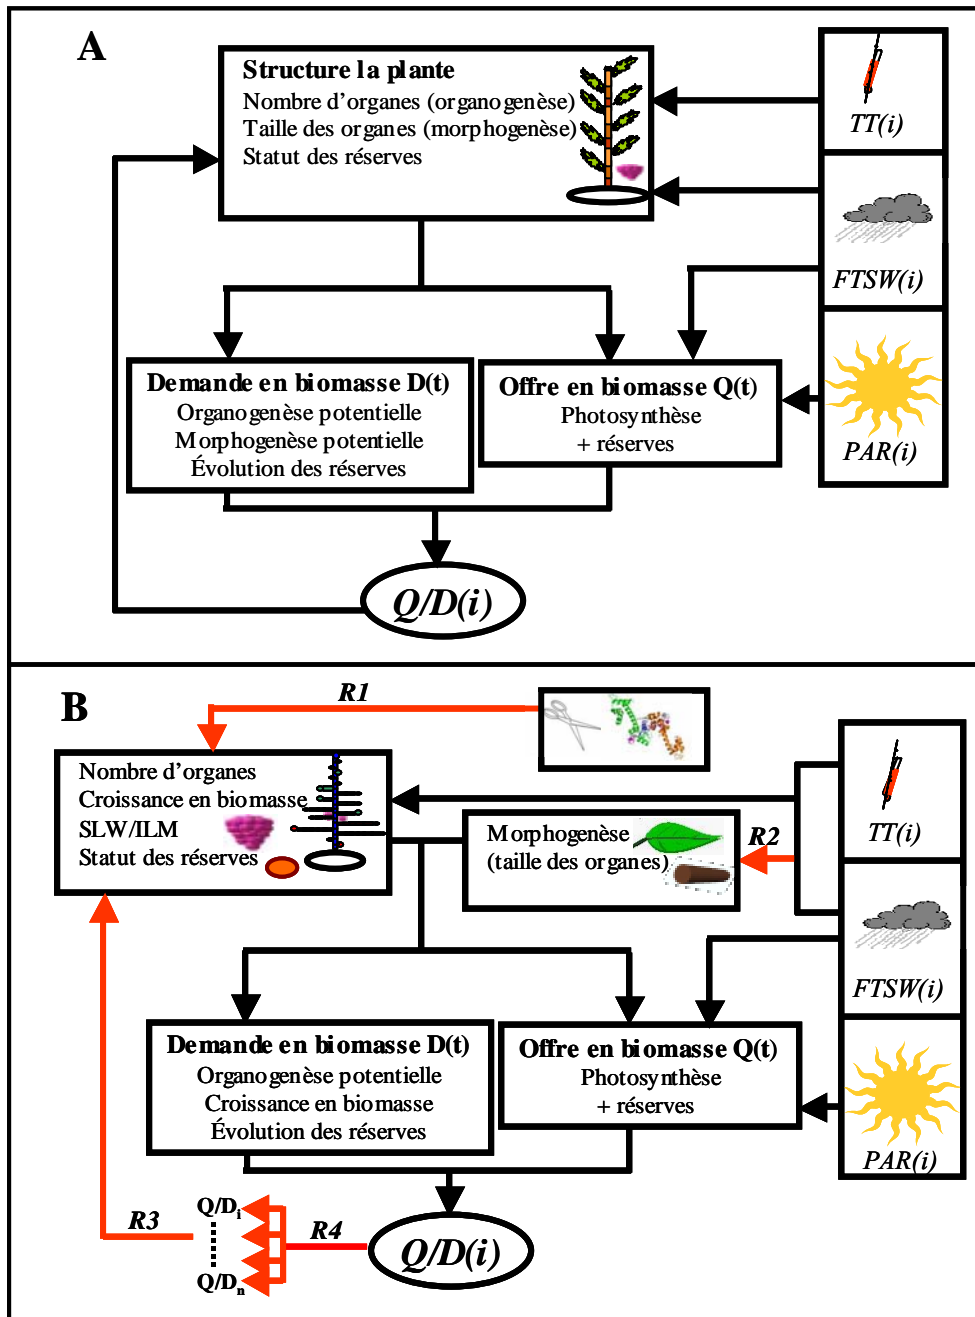 A
Structure la plante
Nombre d'organes (organogenèse)
Taille des organes (morphogenèse)
Statut des réserves
TT(i)
FTSW(i)
PAR(i)
Demande en biomasse D(t)
Organogenèse potentielle
Morphogenèse potentielle
Évolution des réserves
Offre en biomasse Q(t)
Photosynthèse
+ réserves
Q/D(i)
B
R1
Nombre d'organes
Croissance en biomasse
SLW/ILM
Statut des réserves
Morphogenèse
(taille des organes)
R2
TT(i)
FTSW(i)
PAR(i)
Demande en biomasse D(t)
Organogenèse potentielle
Croissance en biomasse
Évolution des réserves
Offre en biomasse Q(t)
Photosynthèse
+ réserves
R3
Q/Di
Q/Dn
R4
Q/D(i)